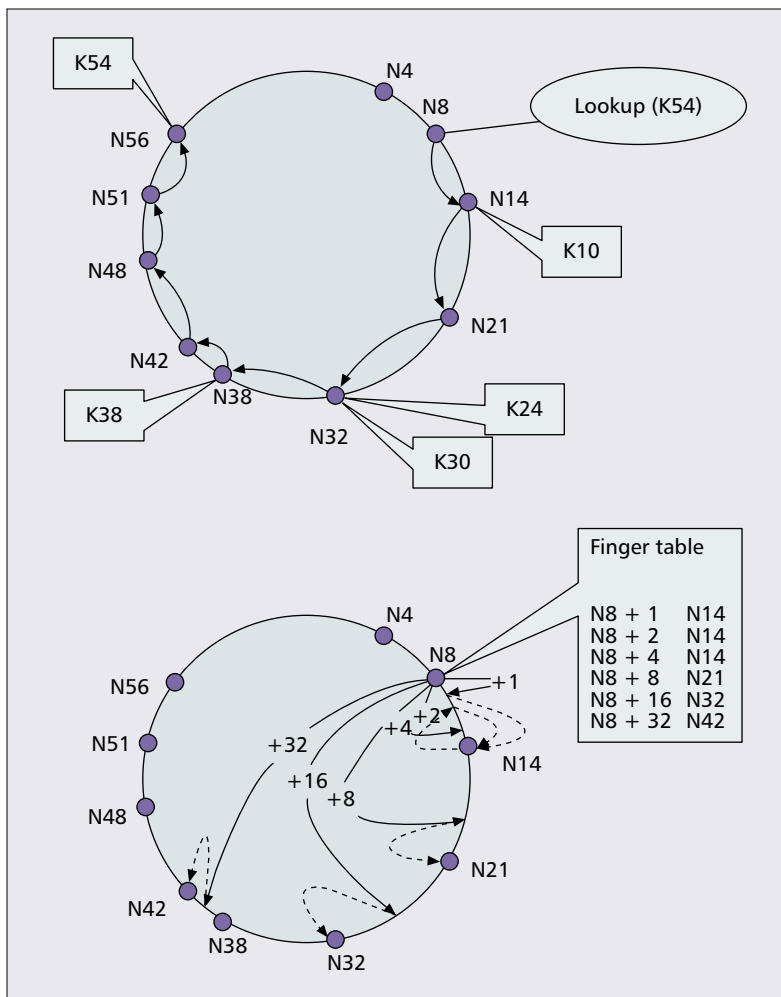 K54
N4
N8
Lookup (K54)
N56
N51
N14
K10
N48
N21
N42
N38
K38
N32
K24
K30
Finger table
N8 + 1 N14
N8 + 2 N14
N8 + 4 N14
N8 + 8 N21
N8 + 16 N32
N8 + 32 N42
N4
N8
N56
+1
+2
+4
N51
+32
N14
+16
+8
N48
N21
N42
N38
N32